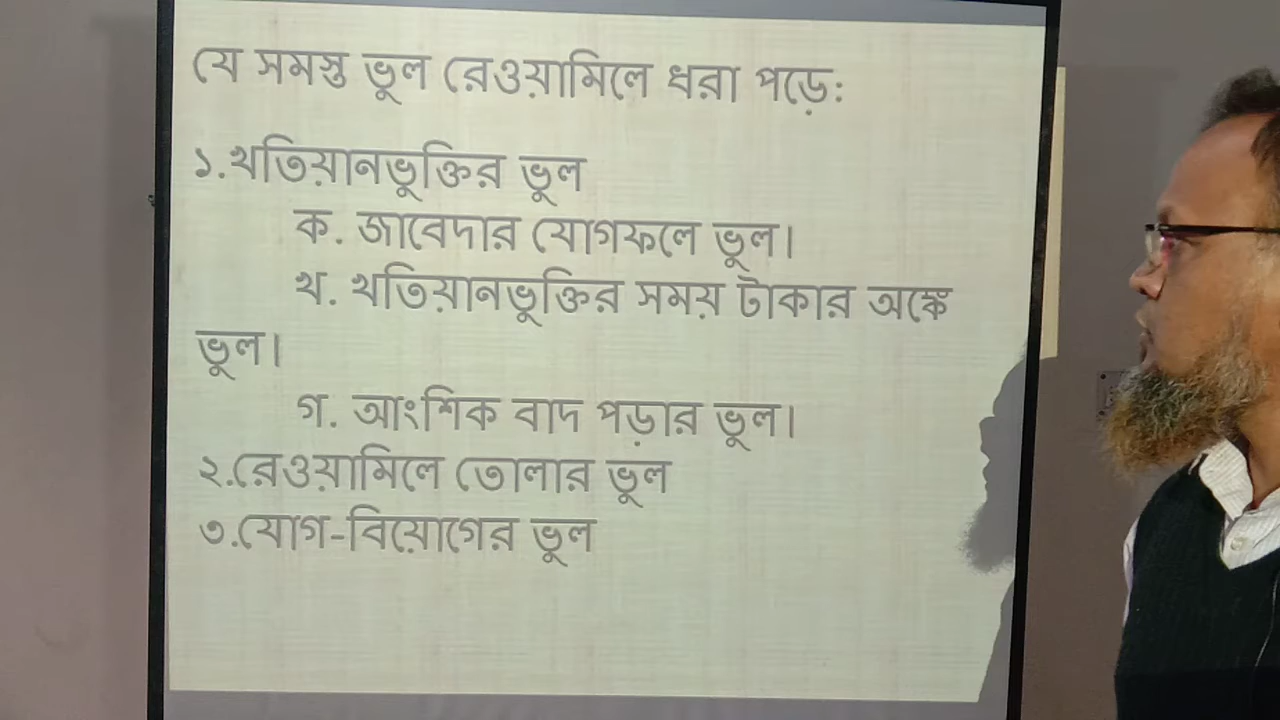 যে সমস্ত ভুল রেওয়ামিলে ধরা পড়ে:
১.খতিয়ানভুক্তির ভুল
ক. জাবেদার যোগফলে ভুল।
খ. খতিয়ানভুক্তির সময় টাকার অঙ্কে
ভুল।
গ. আংশিক বাদ পড়ার ভুল।
২.রেওয়ামিলে তোলার ভুল
৩.যোগ-বিয়োগের ভুল